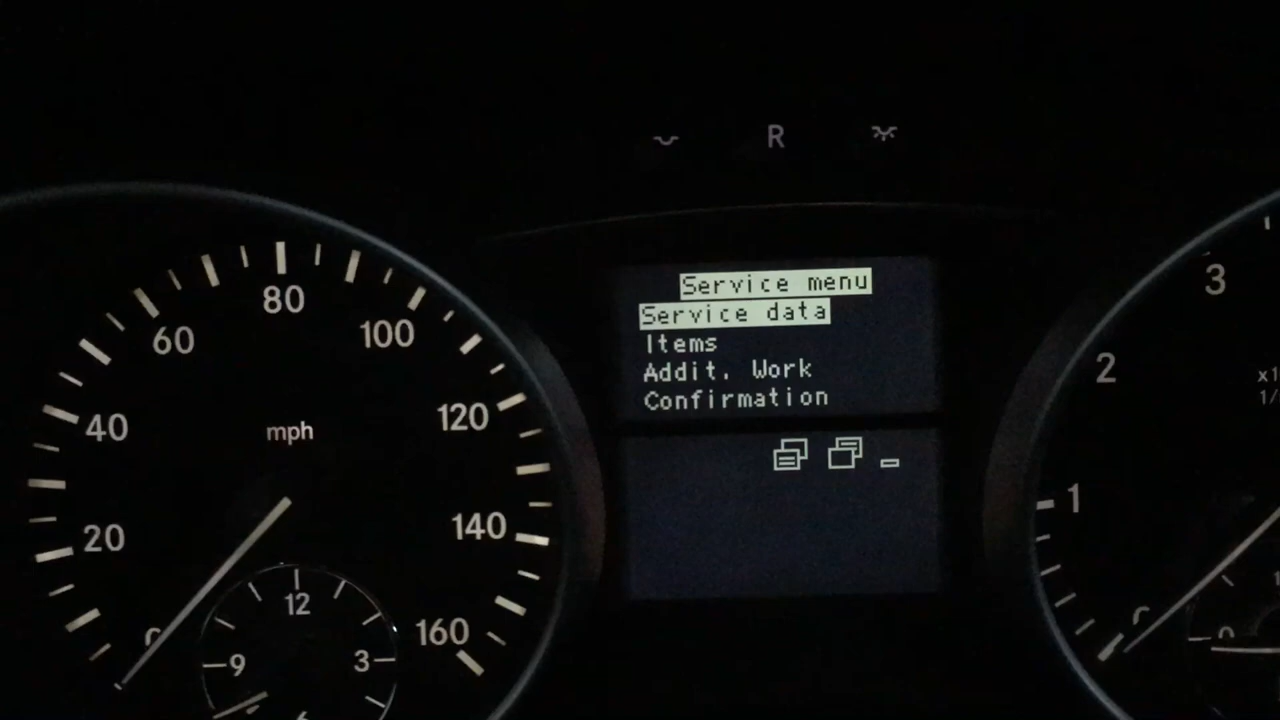 R
Service menu
Service data
Items
Addit. Work
Confirmation
80
60
100
40
120
mph
20
140
160
12
9
3
3
2
1
0